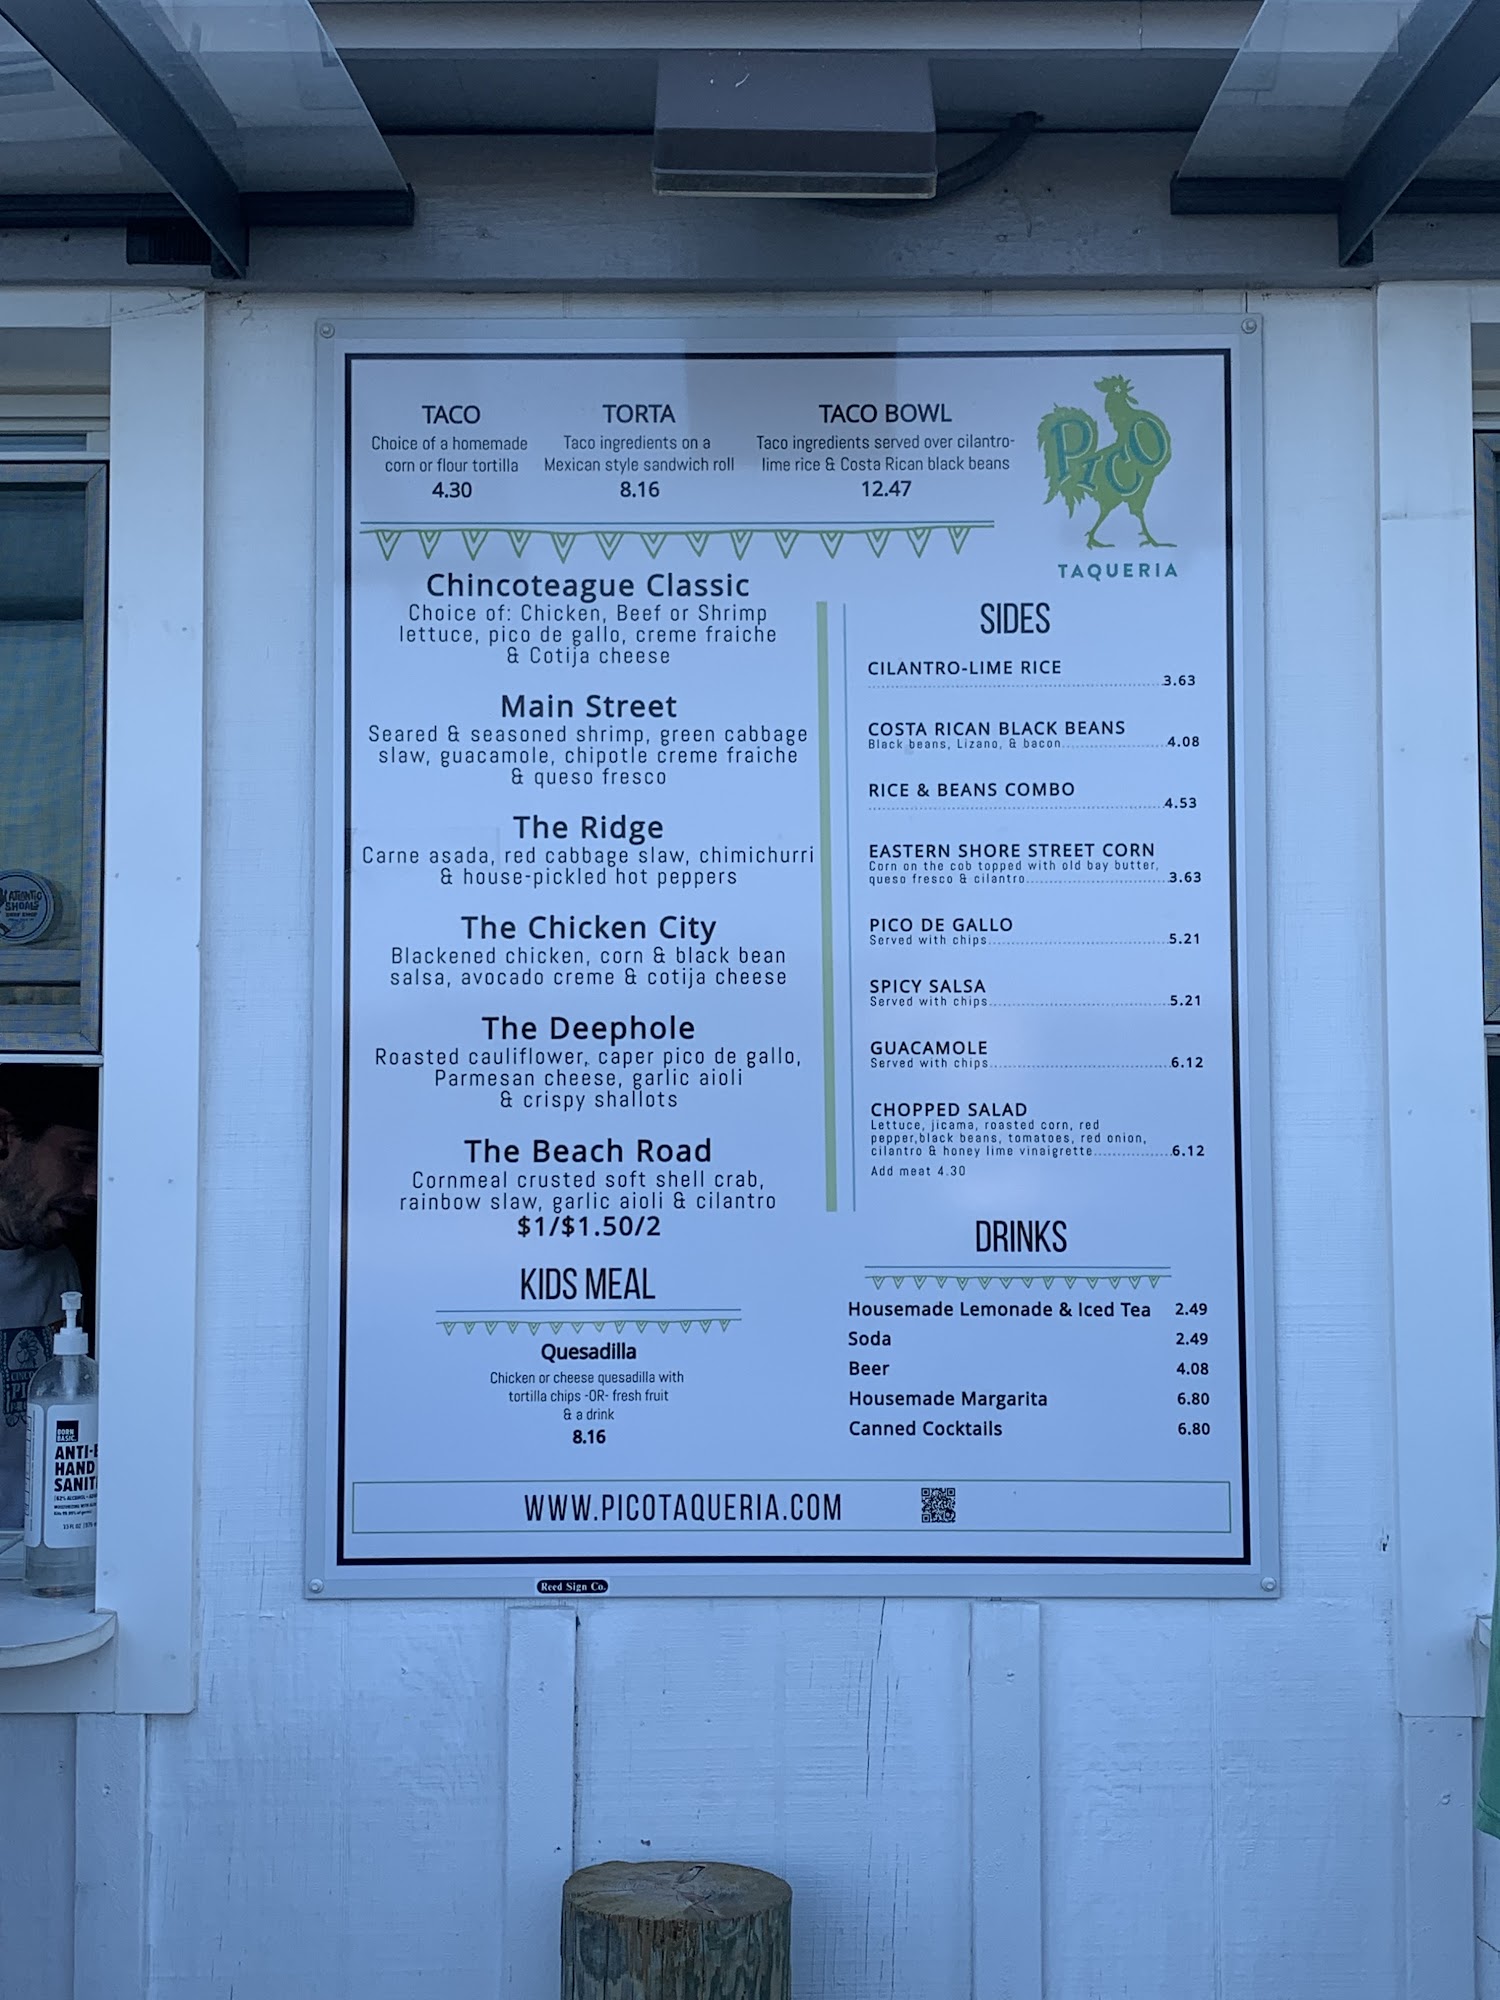 TACO
Choice of a homemade
corn or flour tortilla
4.30
TORTA
Taco ingredients on a
Mexican style sandwich roll
8.16
TACO BOWL
Taco ingredients served over cilantro-
lime rice & Costa Rican black beans
12.47
PICO
TAQUERIA
Chincoteague Classic
Choice of: Chicken, Beef or Shrimp
lettuce, pico de gallo, creme fraiche
& Cotija cheese
Main Street
Seared & seasoned shrimp, green cabbage
slaw, guacamole, chipotle creme fraiche
& queso fresco
The Ridge
Carne asada, red cabbage slaw, chimichurri
& house-pickled hot peppers
The Chicken City
Blackened chicken, corn & black bean
salsa, avocado creme & cotija cheese
The Deephole
Roasted cauliflower, caper pico de gallo,
Parmesan cheese, garlic aioli
& crispy shallots
The Beach Road
Cornmeal crusted soft shell crab,
rainbow slaw, garlic aioli & cilantro
$1/$1.50/2
KIDS MEAL
Quesadilla
Chicken or cheese quesadilla with
tortilla chips -OR- fresh fruit
& a drink
8.16
SIDES
CILANTRO-LIME RICE
3.63
COSTA RICAN BLACK BEANS
Black beans, Lizano, & bacon 4.08
RICE & BEANS COMBO
4.53
EASTERN SHORE STREET CORN
Corn on the cob topped with old bay butter,
queso fresco & cilantro 3.63
PICO DE GALLO
Served with chips 5.21
SPICY SALSA
Served with chips 5.21
GUACAMOLE
Served with chips 6.12
CHOPPED SALAD
Lettuce, jicama, roasted corn, red
pepper,black beans, tomatoes, red onion,
cilantro & honey lime vinaigrette 6.12
Add meat 4.30
DRINKS
Housemade Lemonade & Iced Tea 2.49
Soda 2.49
Beer 4.08
Housemade Margarita 6.80
Canned Cocktails 6.80
WWW.PICOTAQUERIA.COM
Reed Sign Co.
ATLANTIC
SHOALS
BORN
BASIC.
ANTI-
HAND
SANIT